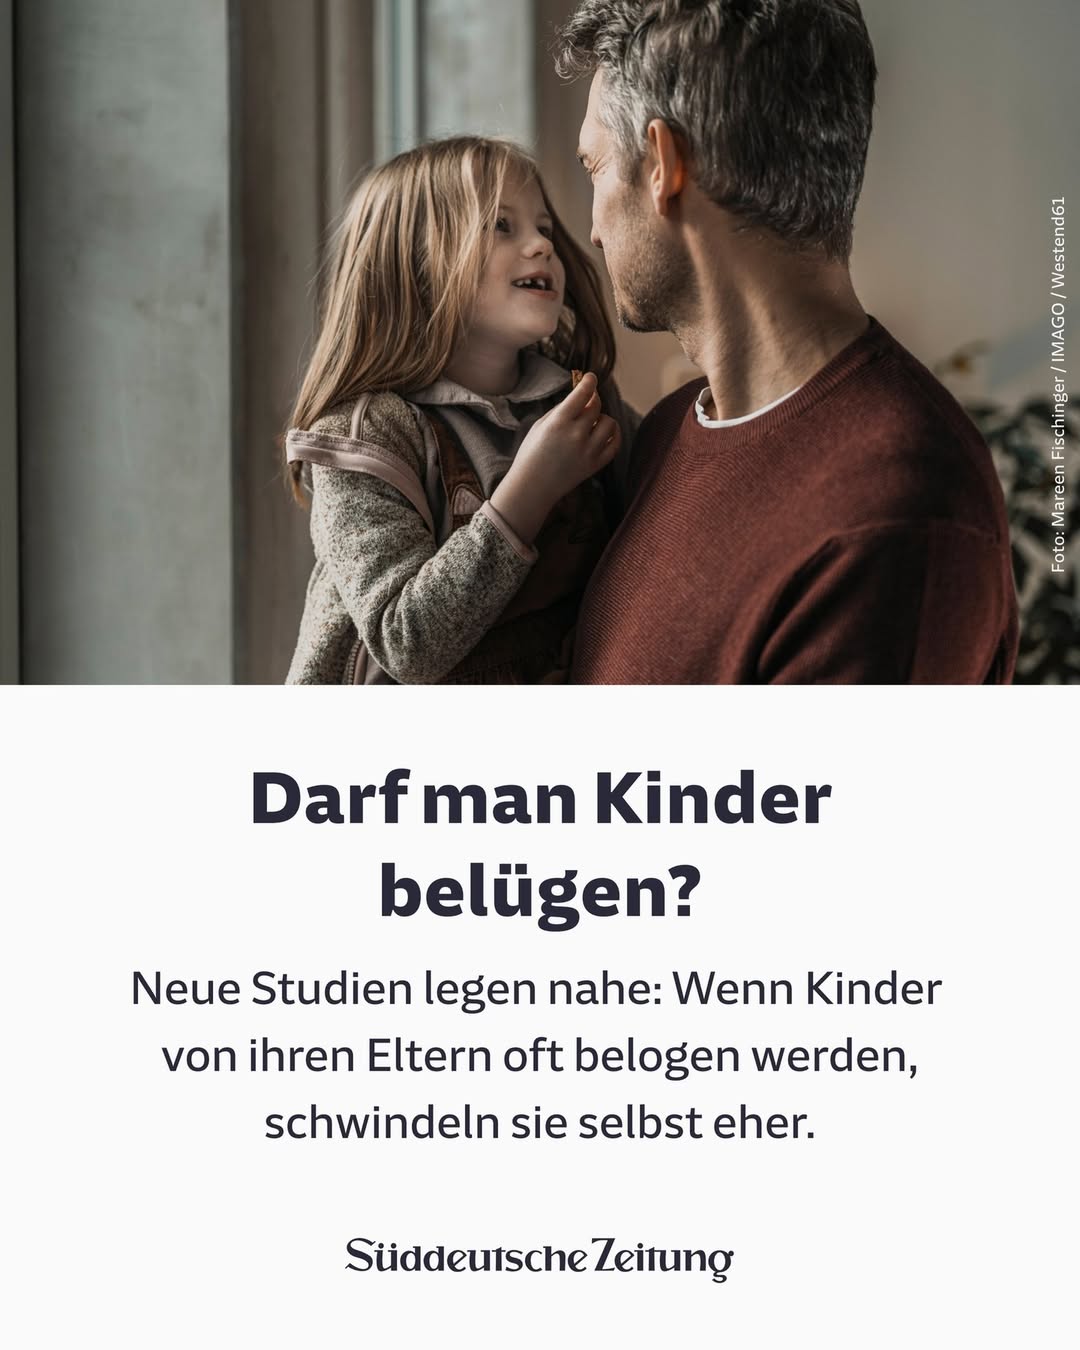 Foto: Mareen Fischinger / IMAGO / Westend61
Darf man Kinder
belügen?
Neue Studien legen nahe: Wenn Kinder
von ihren Eltern oft belogen werden,
schwindeln sie selbst eher.
Süddeutsche Zeitung